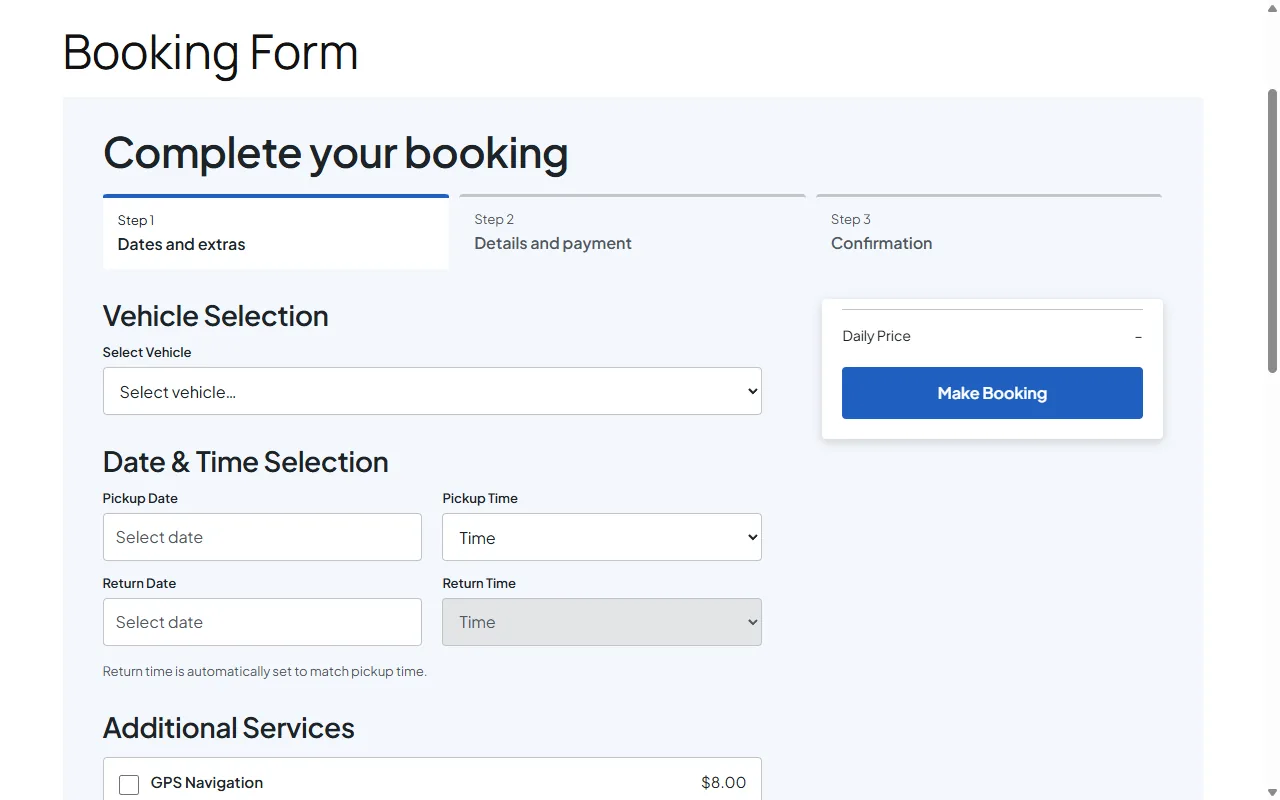 Booking Form
Complete your booking
Step 1
Dates and extras
Step 2
Details and payment
Step 3
Confirmation
Vehicle Selection
Select Vehicle
Select vehicle...
Daily Price –
Make Booking
Date & Time Selection
Pickup Date Pickup Time
Select date Time
Return Date Return Time
Select date Time
Return time is automatically set to match pickup time.
Additional Services
GPS Navigation $8.00